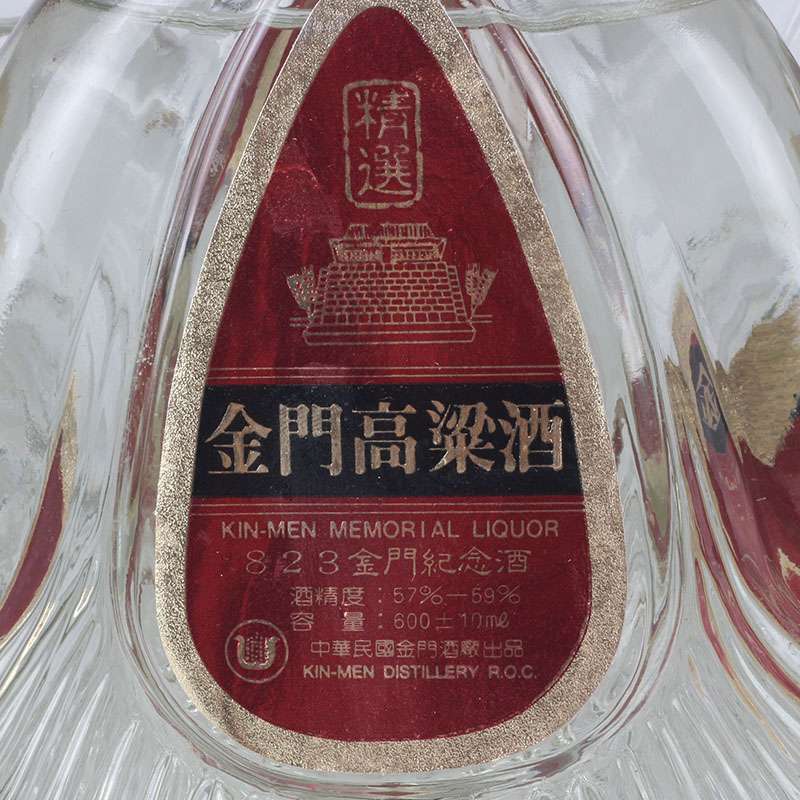 精選
金門高粱酒
KIN-MEN MEMORIAL LIQUOR
823金門紀念酒
酒精度：57%—59%
容　量：600±10ml
中華民國金門酒廠出品
KIN-MEN DISTILLERY R.O.C.